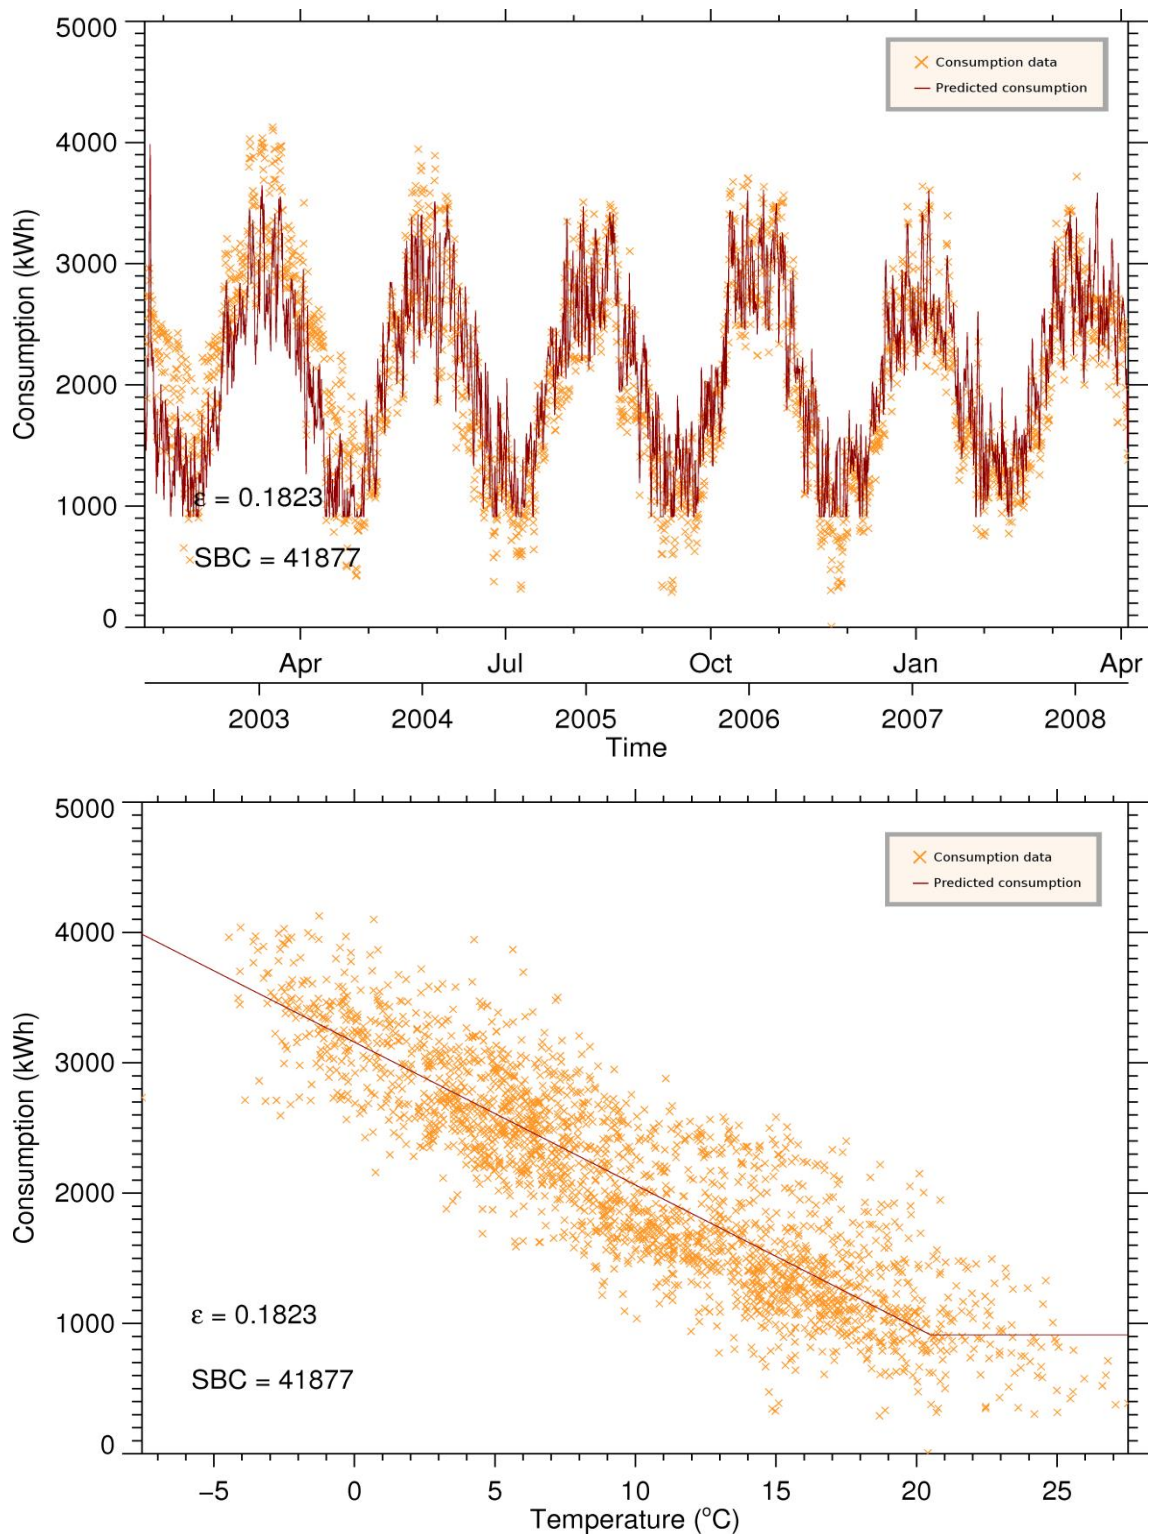 5000
4000
3000
2000
1000
0
Consumption (kWh)
Consumption data
Predicted consumption
ε = 0.1823
SBC = 41877
Apr Jul Oct Jan Apr
2003 2004 2005 2006 2007 2008
Time
5000
4000
3000
2000
1000
0
Consumption (kWh)
Consumption data
Predicted consumption
ε = 0.1823
SBC = 41877
−5 0 5 10 15 20 25
Temperature (°C)